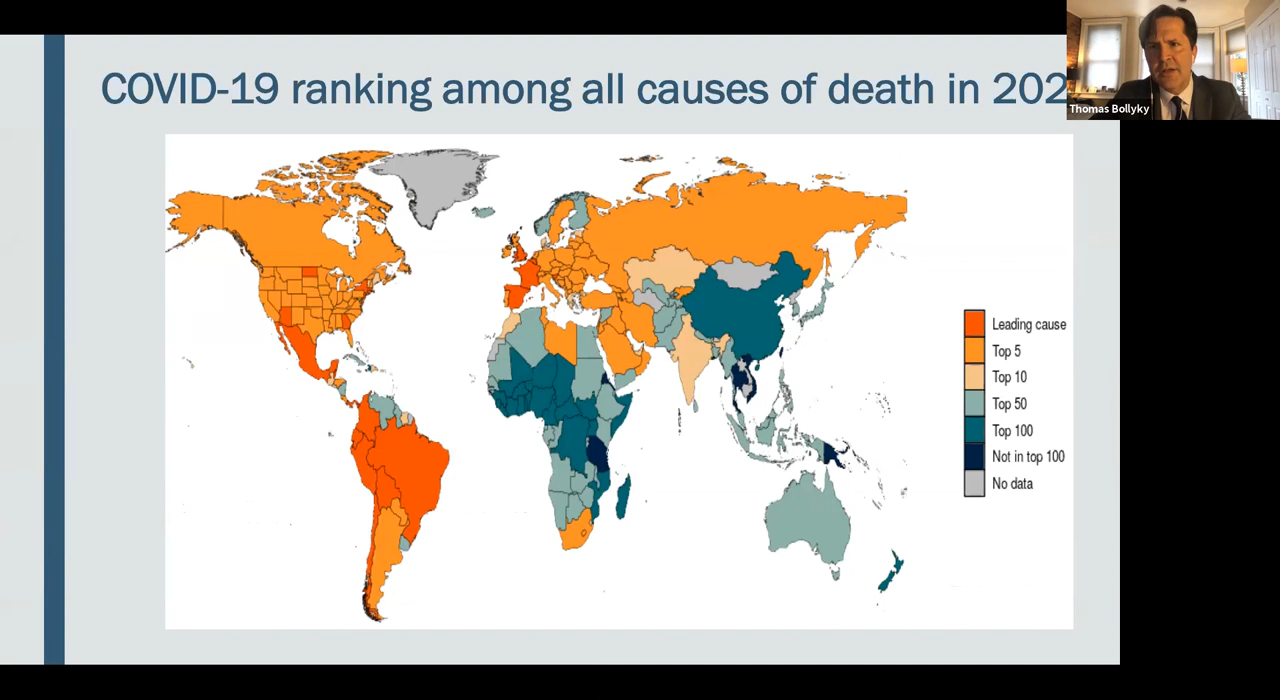 COVID-19 ranking among all causes of death in 202
Thomas Bollyky
Leading cause
Top 5
Top 10
Top 50
Top 100
Not in top 100
No data